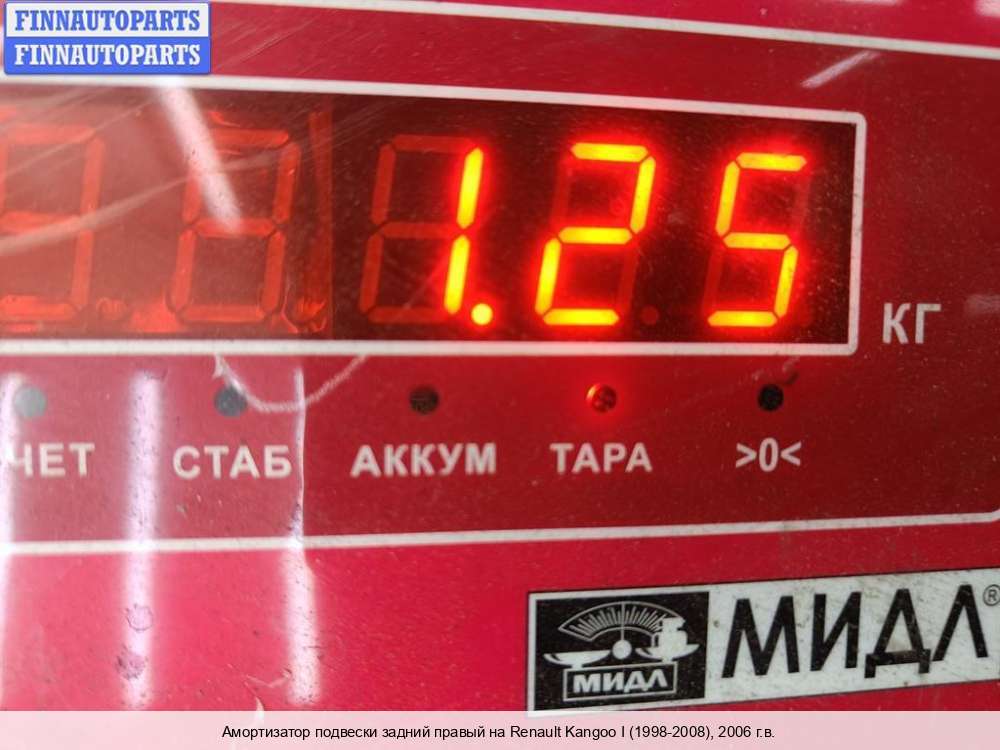 FINNAUTOPARTS
FINNAUTOPARTS
1.25
КГ
ЧЕТ СТАБ АККУМ ТАРА >0<
МИДЛ®
МИДЛ
Амортизатор подвески задний правый на Renault Kangoo I (1998-2008), 2006 г.в.